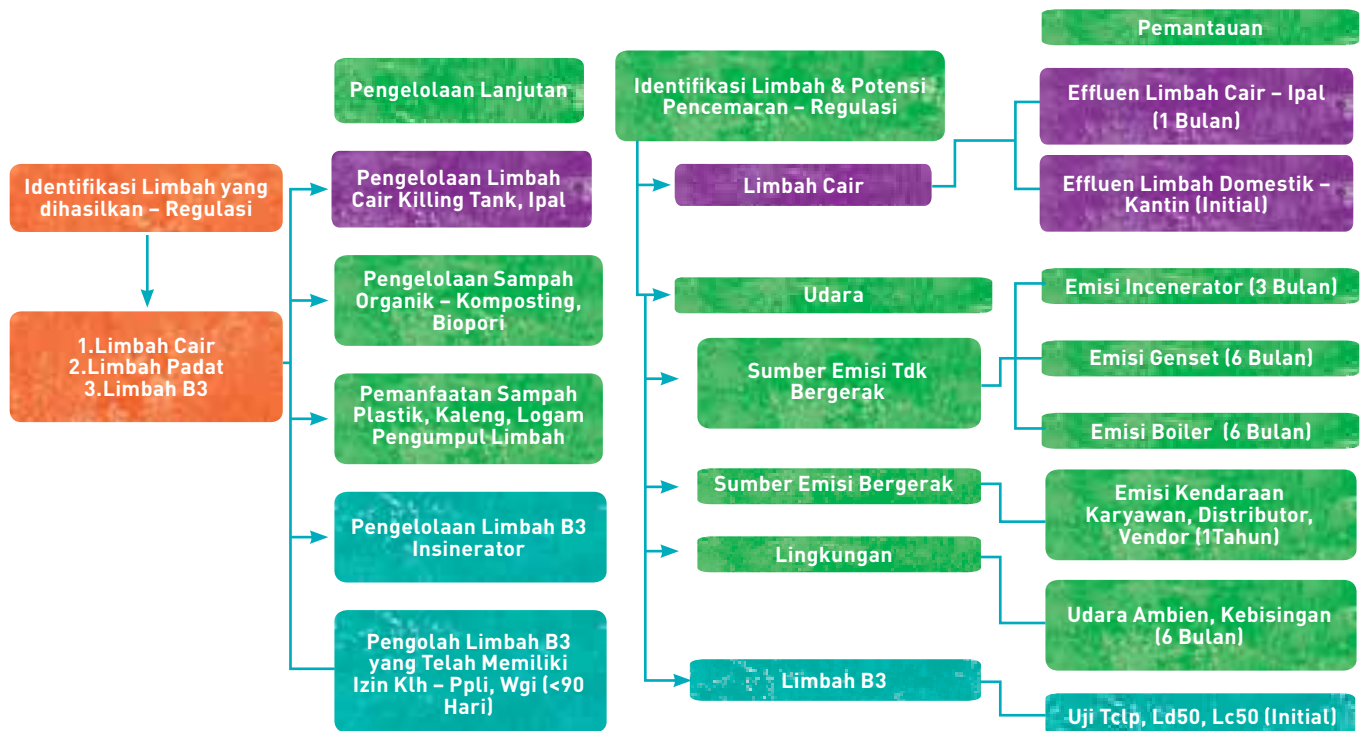 Identifikasi Limbah yang
dihasilkan – Regulasi
1.Limbah Cair
2.Limbah Padat
3.Limbah B3
Pengelolaan Lanjutan
Pengelolaan Limbah
Cair Killing Tank, Ipal
Pengelolaan Sampah
Organik – Komposting,
Biopori
Pemanfaatan Sampah
Plastik, Kaleng, Logam
Pengumpul Limbah
Pengelolaan Limbah B3
Insinerator
Pengolah Limbah B3
yang Telah Memiliki
Izin Klh – Ppli, Wgi (<90
Hari)
Identifikasi Limbah & Potensi
Pencemaran – Regulasi
Limbah Cair
Udara
Sumber Emisi Tdk
Bergerak
Sumber Emisi Bergerak
Lingkungan
Limbah B3
Pemantauan
Effluen Limbah Cair – Ipal
(1 Bulan)
Effluen Limbah Domestik –
Kantin (Initial)
Emisi Incenerator (3 Bulan)
Emisi Genset (6 Bulan)
Emisi Boiler (6 Bulan)
Emisi Kendaraan
Karyawan, Distributor,
Vendor (1Tahun)
Udara Ambien, Kebisingan
(6 Bulan)
Uji Tclp, Ld50, Lc50 (Initial)